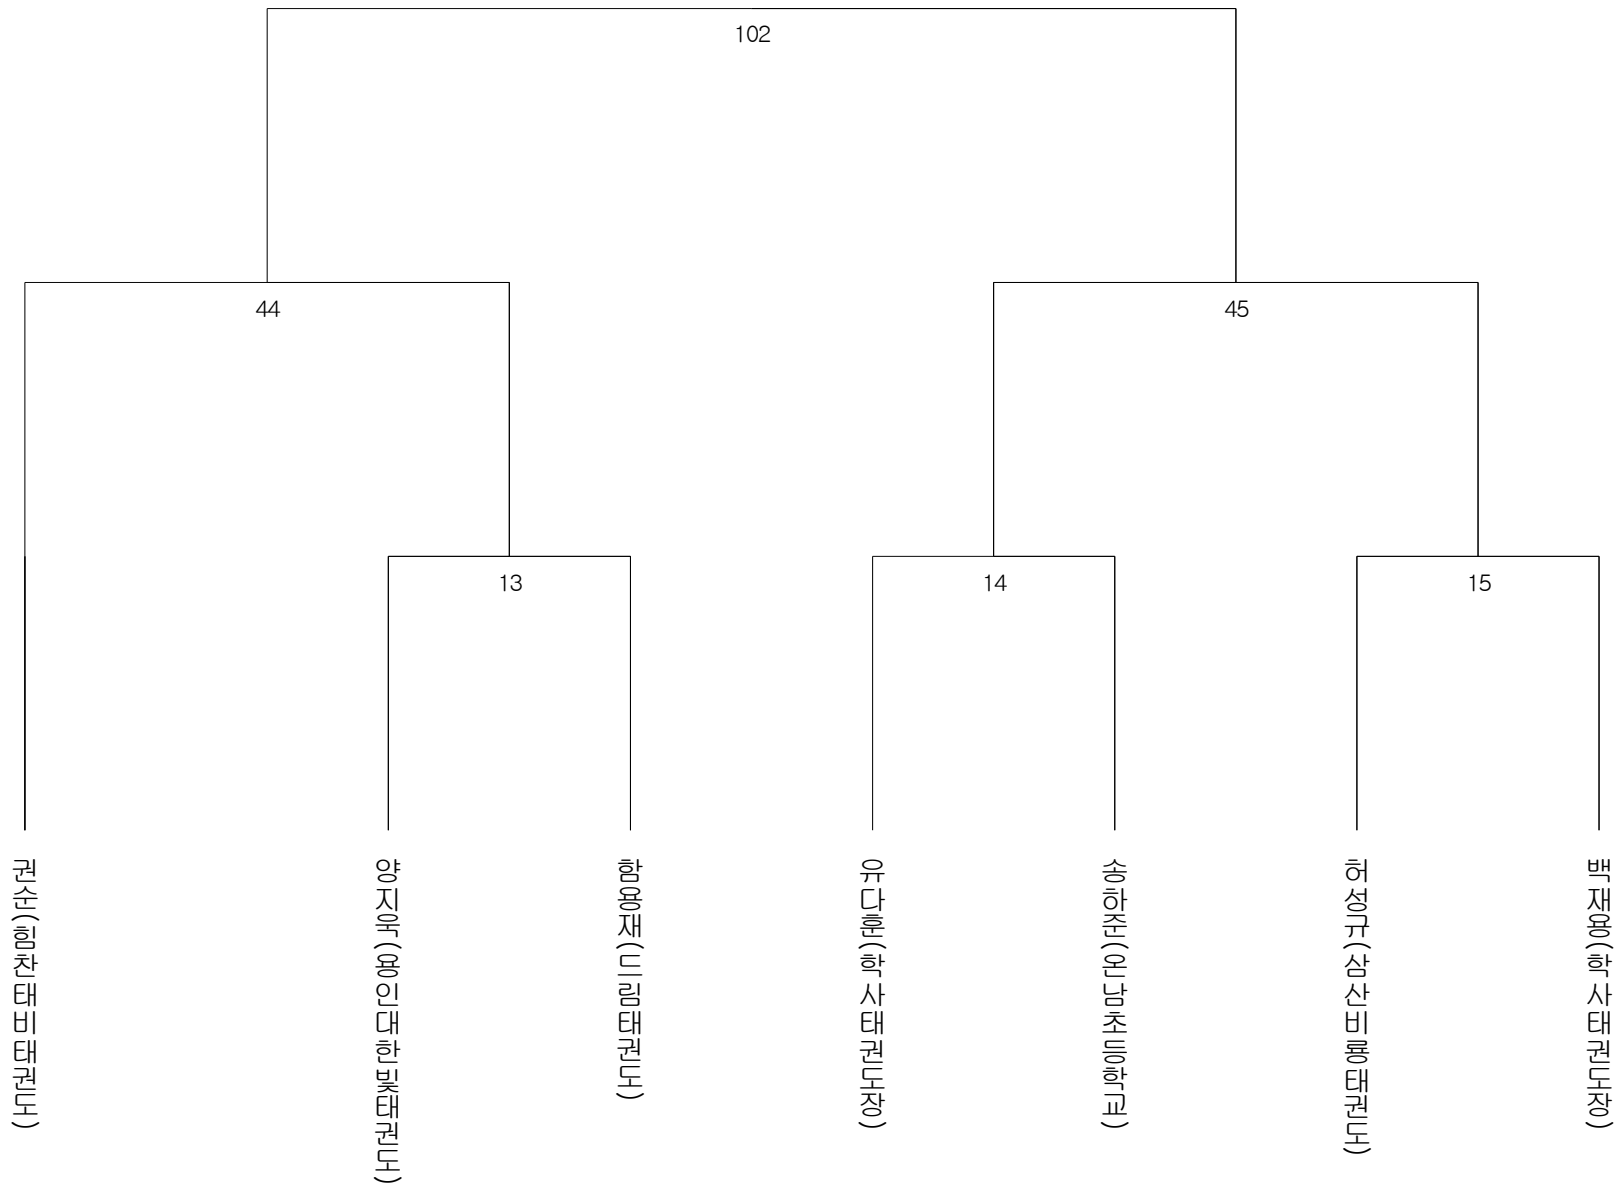 102
44
45
13
14
15
권순(힘찬태비태권도)
양지욱(용인대한빛태권도)
함용재(드림태권도)
유다훈(학사태권도장)
송하준(온남초등학교)
허성규(삼산비룡태권도)
백재용(학사태권도장)